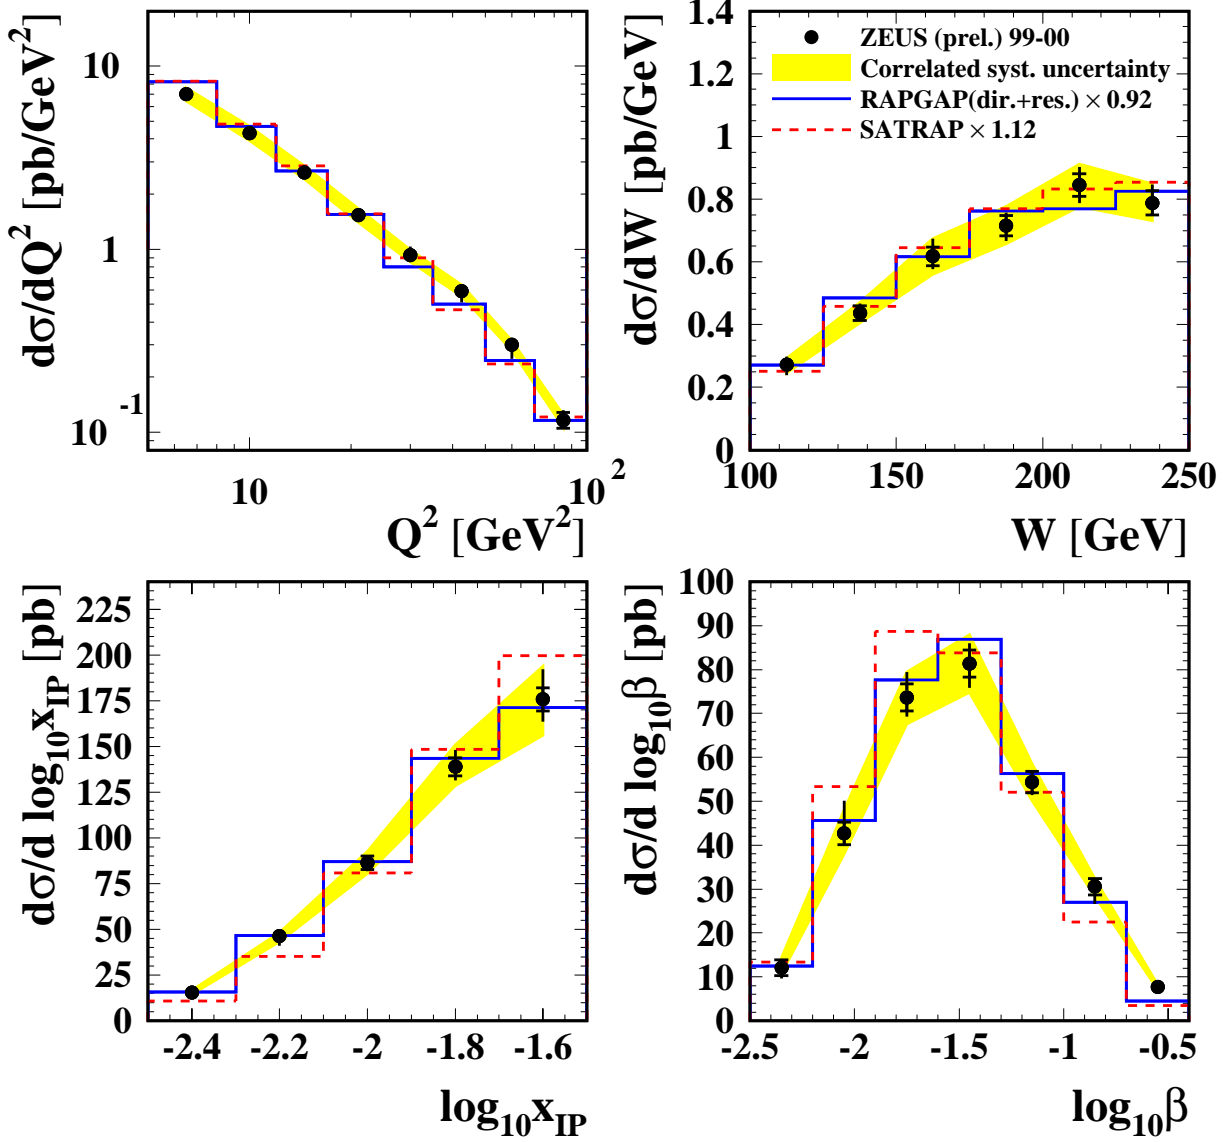 dσ/dQ² [pb/GeV²]
10
1
10⁻¹
10
10²
Q² [GeV²]
dσ/dW [pb/GeV]
1.4
1.2
1
0.8
0.6
0.4
0.2
0
ZEUS (prel.) 99-00
Correlated syst. uncertainty
RAPGAP(dir.+res.) × 0.92
SATRAP × 1.12
100 150 200 250
W [GeV]
dσ/d log₁₀x_IP [pb]
225
200
175
150
125
100
75
50
25
0
-2.4 -2.2 -2 -1.8 -1.6
log₁₀x_IP
dσ/d log₁₀β [pb]
100
90
80
70
60
50
40
30
20
10
0
-2.5 -2 -1.5 -1 -0.5
log₁₀β